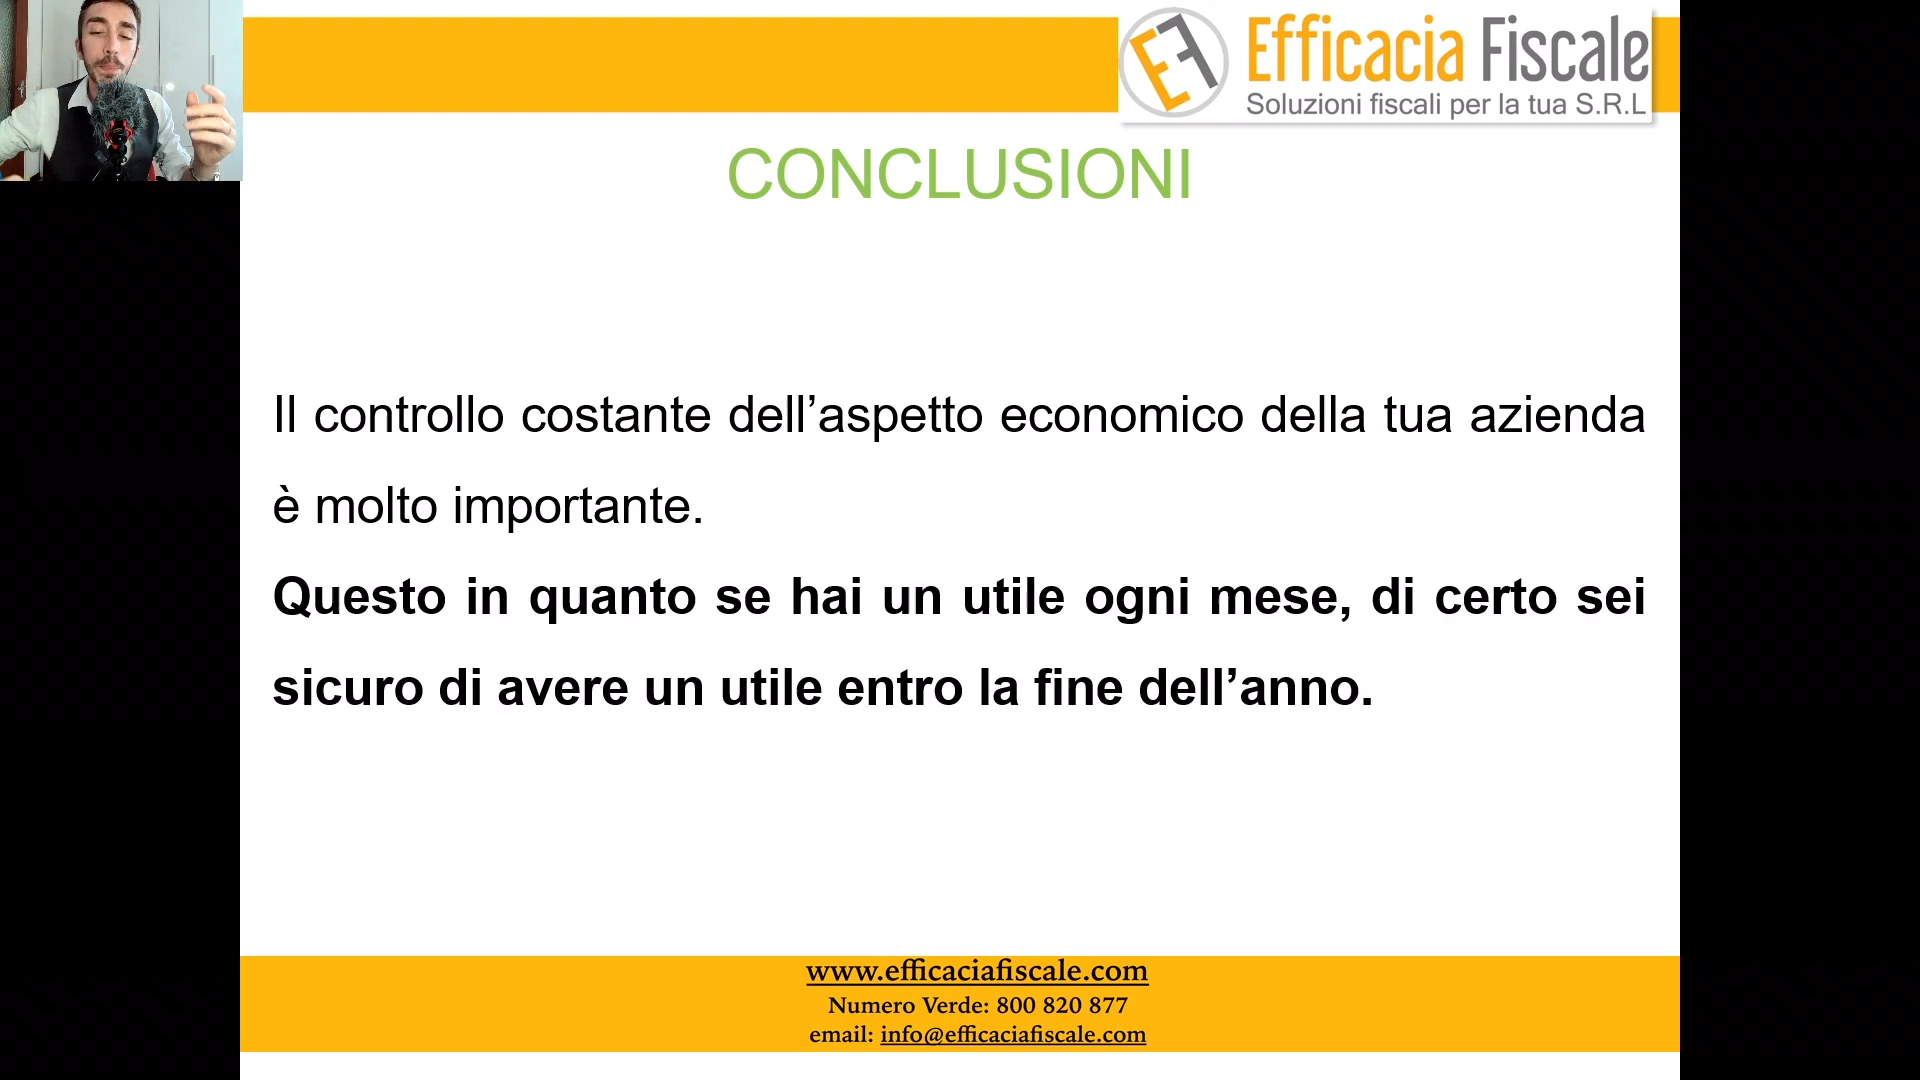 EF
Efficacia Fiscale
Soluzioni fiscali per la tua S.R.L
CONCLUSIONI
Il controllo costante dell’aspetto economico della tua azienda
è molto importante.
Questo in quanto se hai un utile ogni mese, di certo sei
sicuro di avere un utile entro la fine dell’anno.
www.efficaciafiscale.com
Numero Verde: 800 820 877
email: info@efficaciafiscale.com